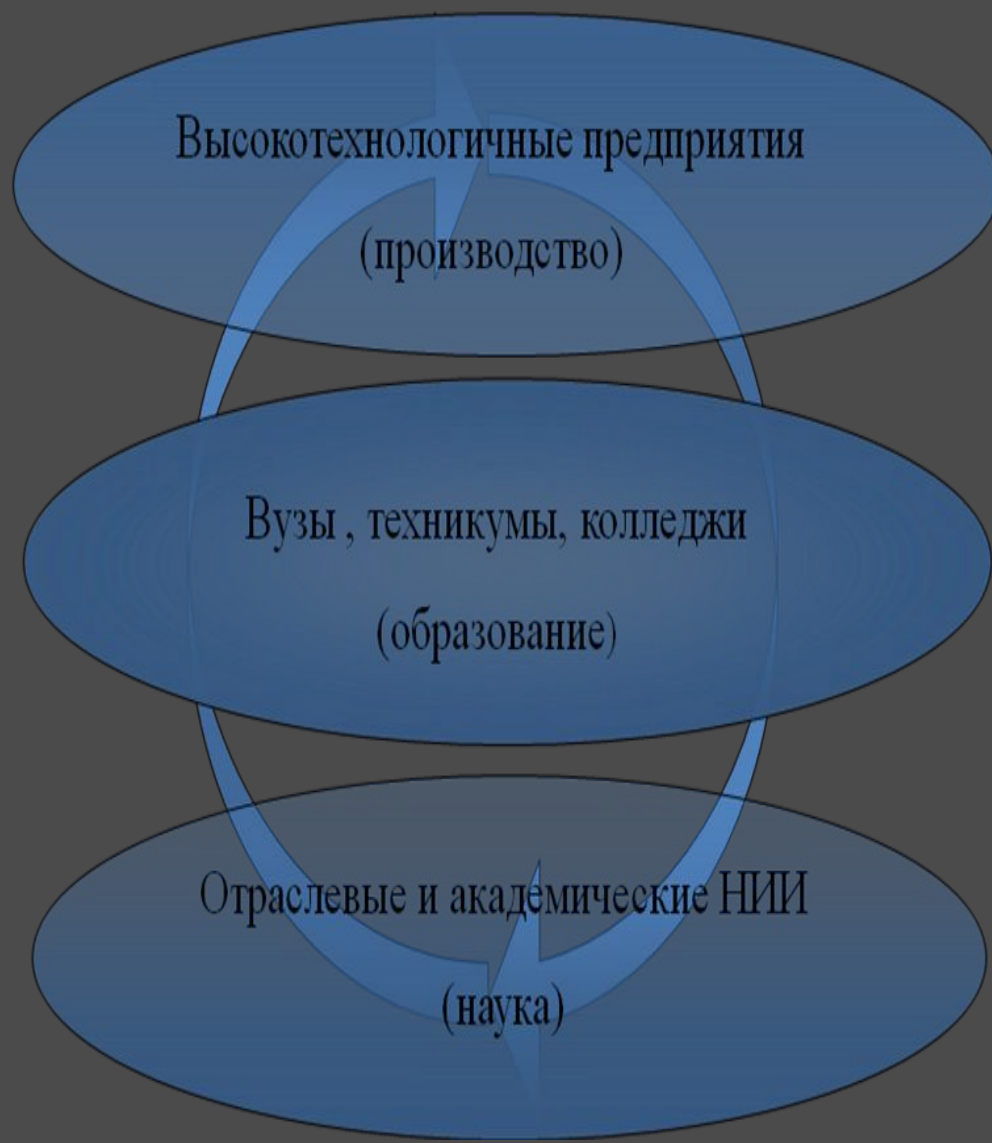 Высокотехнологичные предприятия
(производство)
Вузы , техникумы, колледжи
(образование)
Отраслевые и академические НИИ
(наука)